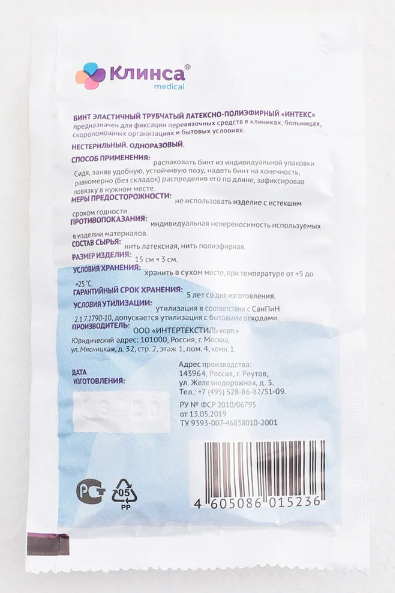 Клинса®
medical
БИНТ ЭЛАСТИЧНЫЙ ТРУБЧАТЫЙ ЛАТЕКСНО-ПОЛИЭФИРНЫЙ «ИНТЕКС»
предназначен для фиксации перевязочных средств в клиниках, больницах,
скоропомощных организациях и бытовых условиях.
НЕСТЕРИЛЬНЫЙ. ОДНОРАЗОВЫЙ.
СПОСОБ ПРИМЕНЕНИЯ: распаковать бинт из индивидуальной упаковки.
Сидя, заняв удобную, устойчивую позу, надеть бинт на конечность,
равномерно (без складок) распределив его по длине, зафиксировав
повязку в нужном месте.
МЕРЫ ПРЕДОСТОРОЖНОСТИ: не использовать изделие с истекшим
сроком годности.
ПРОТИВОПОКАЗАНИЯ: индивидуальная непереносимость используемых
в изделии материалов.
СОСТАВ СЫРЬЯ: нить латексная, нить полиэфирная.
РАЗМЕР ИЗДЕЛИЯ: 15 см × 3 см.
УСЛОВИЯ ХРАНЕНИЯ: хранить в сухом месте, при температуре от +5 до
+25 °С.
ГАРАНТИЙНЫЙ СРОК ХРАНЕНИЯ: 5 лет со дня изготовления.
УСЛОВИЯ УТИЛИЗАЦИИ: утилизация в соответствии с СанПиН
2.1.7.2790-10, допускается утилизация с бытовыми отходами.
ПРОИЗВОДИТЕЛЬ: ООО «ИНТЕРТЕКСТИЛЬ корп.»
Юридический адрес: 101000, Россия, г. Москва,
ул. Мясницкая, д. 32, стр. 2, этаж 1, пом. 4, комн 1.
Адрес производства:
143964, Россия, г. Реутов,
ул. Железнодорожная, д. 5.
Тел.: +7 (495) 528-86-82/51-09.
ДАТА
ИЗГОТОВЛЕНИЯ:
РУ № ФСР 2010/06795
от 13.05.2019
ТУ 9393-007-46838010-2001
РСТ
05
PP
4 605086 015236